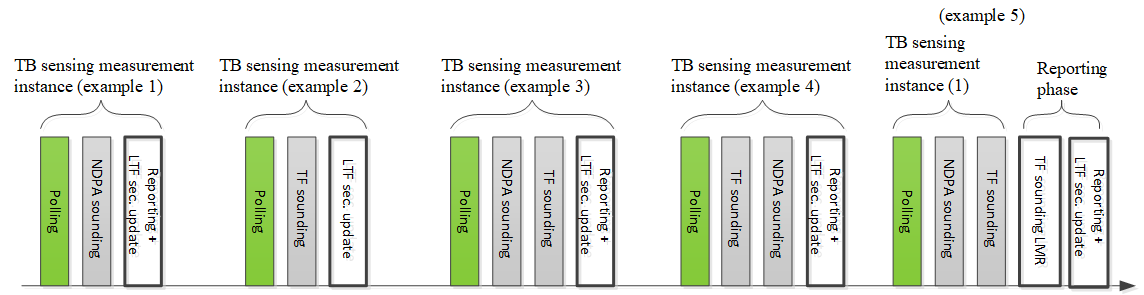 TB sensing measurement
instance (example 1)
Polling
NDPA sounding
Reporting +
LTF sec. update
TB sensing measurement
instance (example 2)
Polling
TF sounding
LTF sec. update
TB sensing measurement
instance (example 3)
Polling
NDPA sounding
TF sounding
Reporting +
LTF sec. update
TB sensing measurement
instance (example 4)
Polling
TF sounding
NDPA sounding
Reporting +
LTF sec. update
(example 5)
TB sensing
measurement
instance (1)
Polling
NDPA sounding
TF sounding
Reporting
phase
TF sounding LMR
Reporting +
LTF sec. update